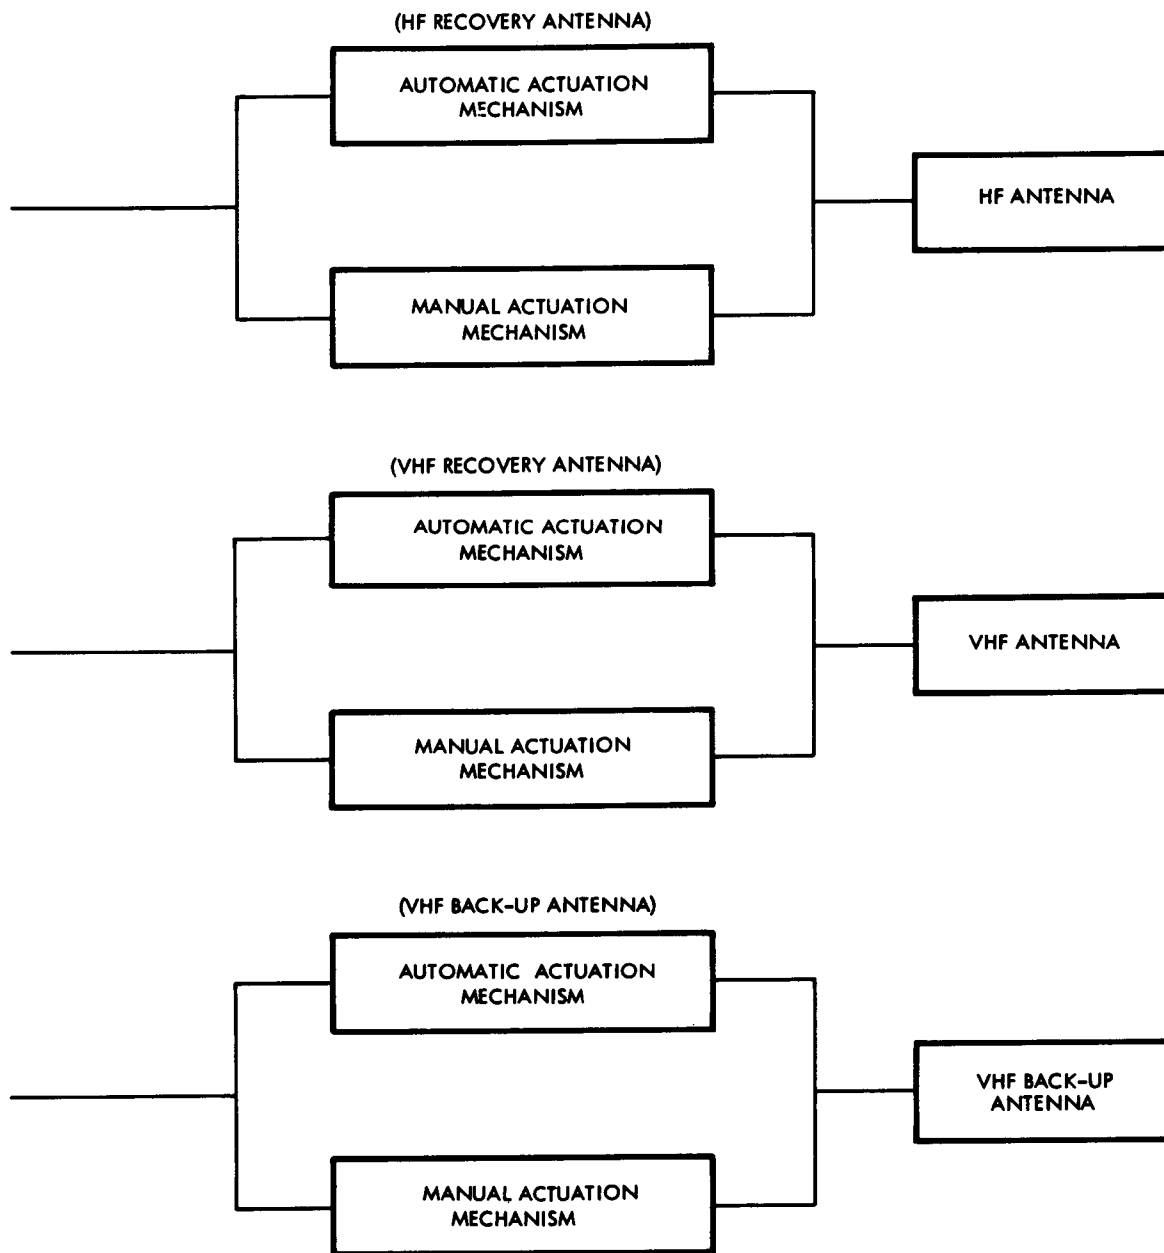 (HF RECOVERY ANTENNA)
AUTOMATIC ACTUATION
MECHANISM
HF ANTENNA
MANUAL ACTUATION
MECHANISM
(VHF RECOVERY ANTENNA)
AUTOMATIC ACTUATION
MECHANISM
VHF ANTENNA
MANUAL ACTUATION
MECHANISM
(VHF BACK-UP ANTENNA)
AUTOMATIC ACTUATION
MECHANISM
VHF BACK-UP
ANTENNA
MANUAL ACTUATION
MECHANISM